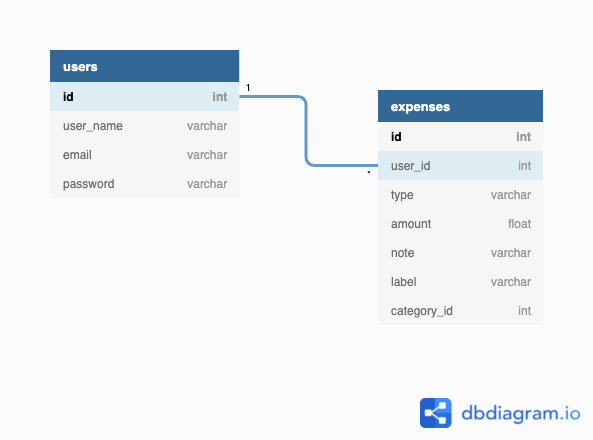 users
id int
user_name varchar
email varchar
password varchar
1
*
expenses
id int
user_id int
type varchar
amount float
note varchar
label varchar
category_id int
dbdiagram.io